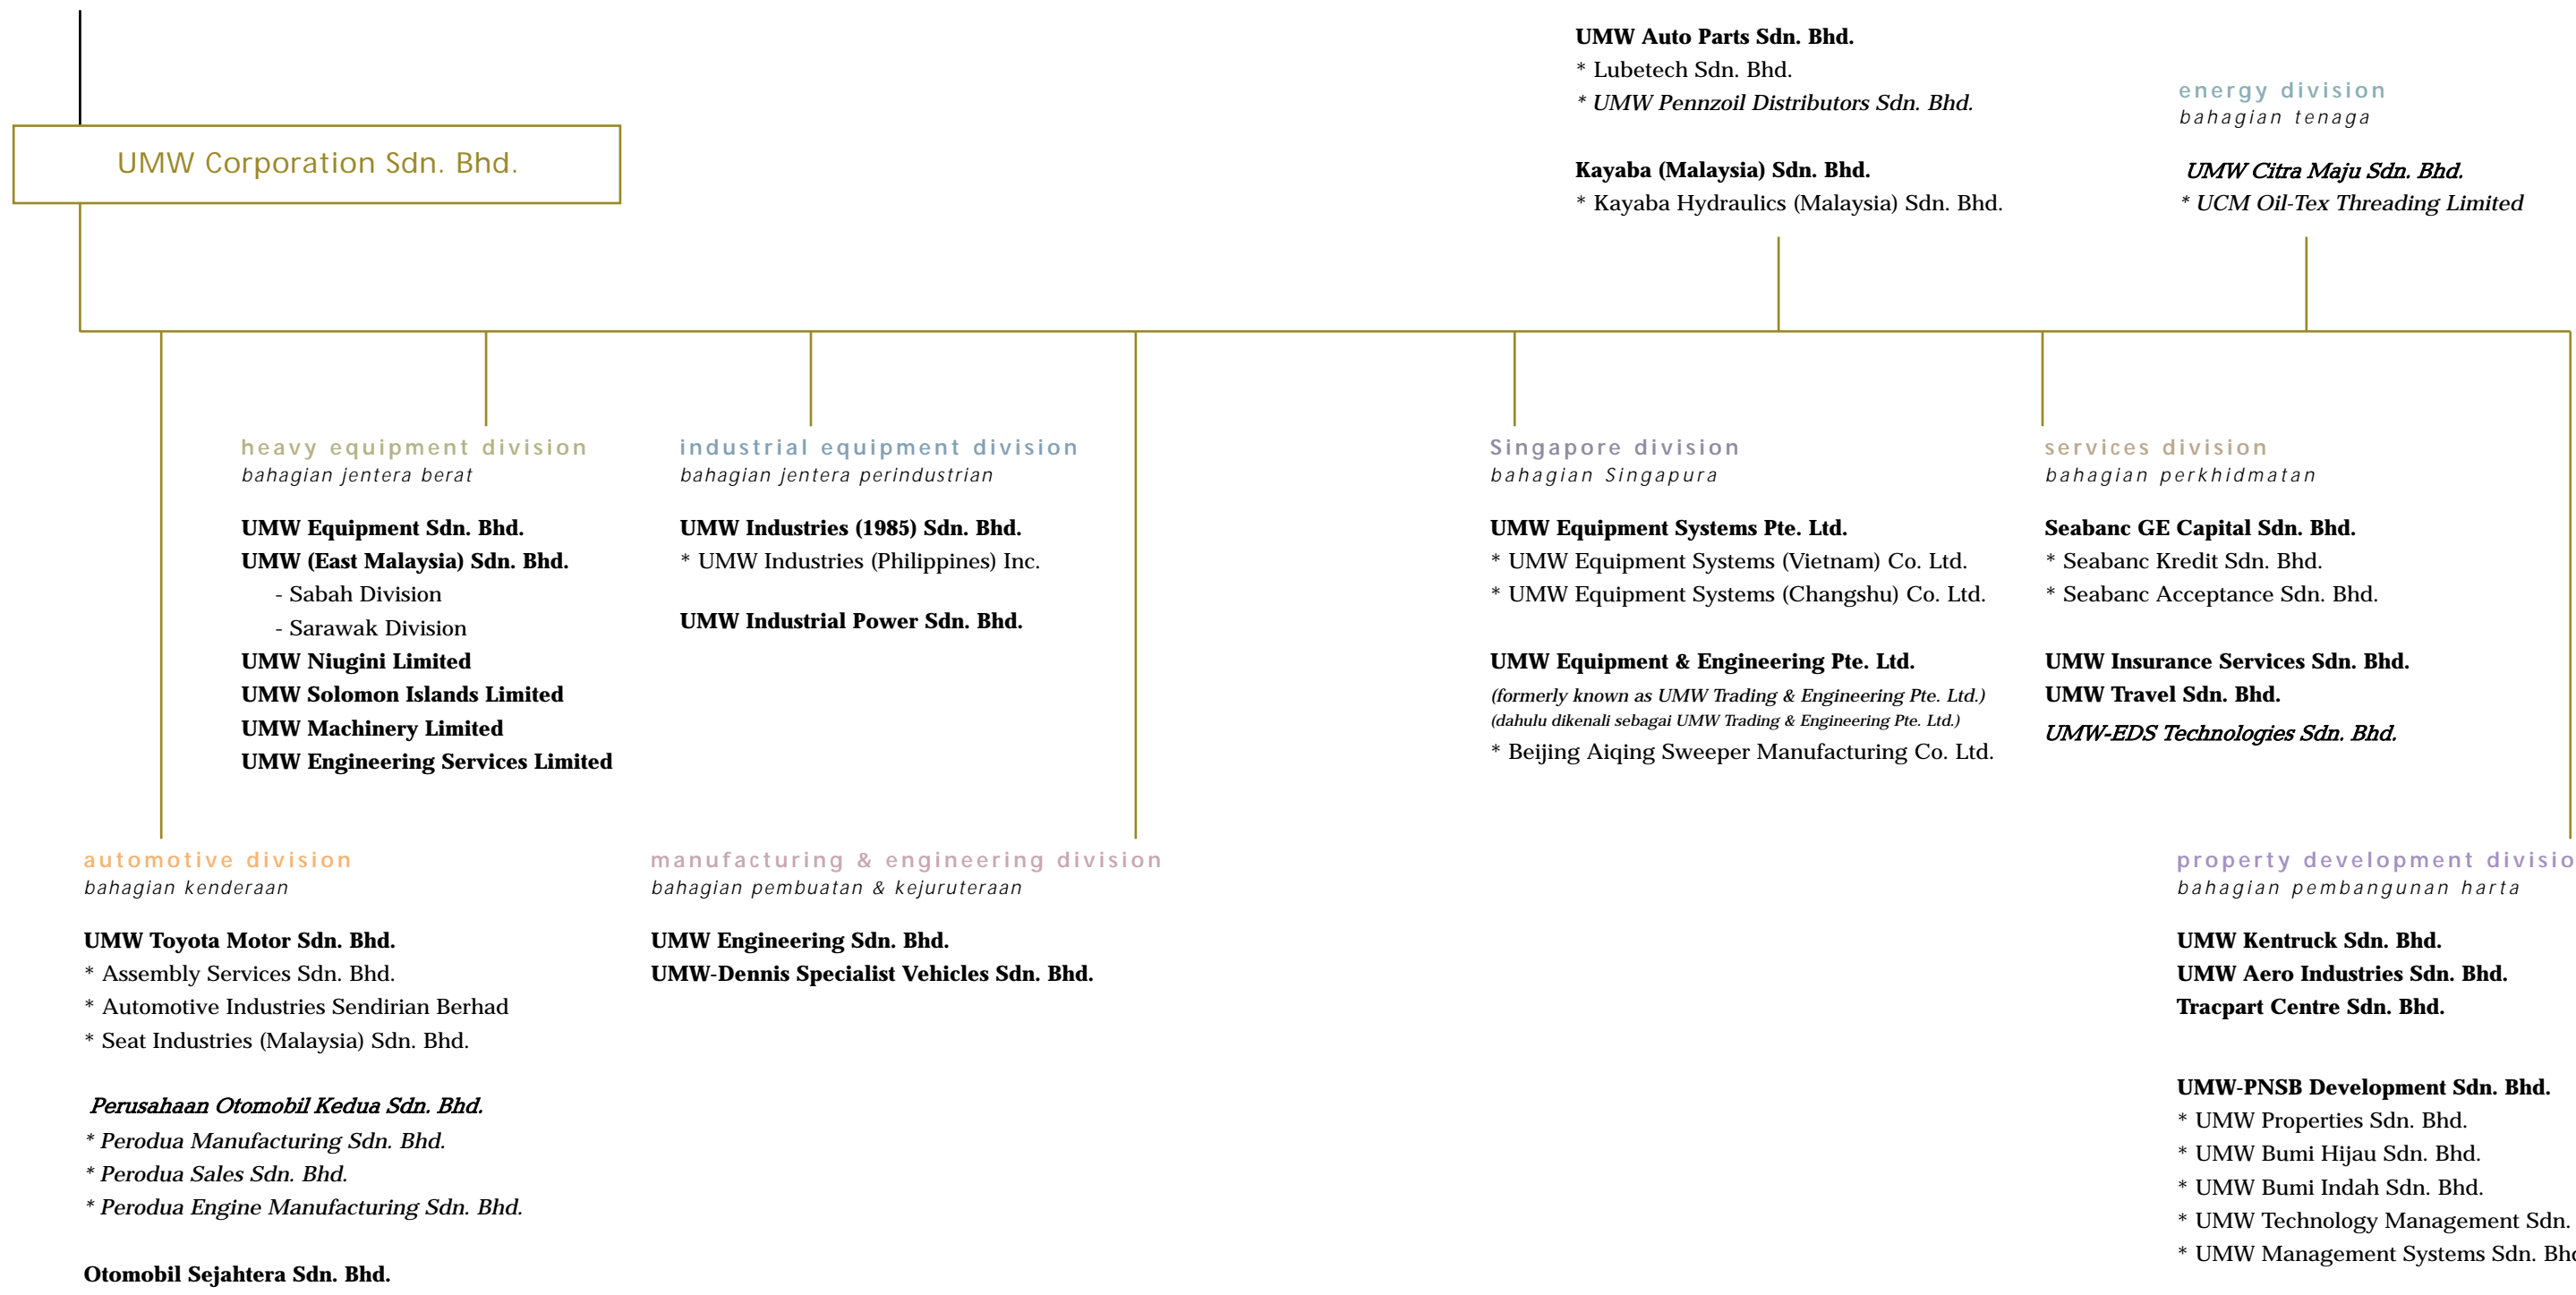 UMW Auto Parts Sdn. Bhd.
* Lubetech Sdn. Bhd.
* UMW Pennzoil Distributors Sdn. Bhd.
Kayaba (Malaysia) Sdn. Bhd.
* Kayaba Hydraulics (Malaysia) Sdn. Bhd.
energy division
bahagian tenaga
UMW Citra Maju Sdn. Bhd.
* UCM Oil-Tex Threading Limited
UMW Corporation Sdn. Bhd.
heavy equipment division
bahagian jentera berat
UMW Equipment Sdn. Bhd.
UMW (East Malaysia) Sdn. Bhd.
- Sabah Division
- Sarawak Division
UMW Niugini Limited
UMW Solomon Islands Limited
UMW Machinery Limited
UMW Engineering Services Limited
industrial equipment division
bahagian jentera perindustrian
UMW Industries (1985) Sdn. Bhd.
* UMW Industries (Philippines) Inc.
UMW Industrial Power Sdn. Bhd.
Singapore division
bahagian Singapura
UMW Equipment Systems Pte. Ltd.
* UMW Equipment Systems (Vietnam) Co. Ltd.
* UMW Equipment Systems (Changshu) Co. Ltd.
UMW Equipment & Engineering Pte. Ltd.
(formerly known as UMW Trading & Engineering Pte. Ltd.)
(dahulu dikenali sebagai UMW Trading & Engineering Pte. Ltd.)
* Beijing Aiqing Sweeper Manufacturing Co. Ltd.
services division
bahagian perkhidmatan
Seabanc GE Capital Sdn. Bhd.
* Seabanc Kredit Sdn. Bhd.
* Seabanc Acceptance Sdn. Bhd.
UMW Insurance Services Sdn. Bhd.
UMW Travel Sdn. Bhd.
UMW-EDS Technologies Sdn. Bhd.
automotive division
bahagian kenderaan
UMW Toyota Motor Sdn. Bhd.
* Assembly Services Sdn. Bhd.
* Automotive Industries Sendirian Berhad
* Seat Industries (Malaysia) Sdn. Bhd.
Perusahaan Otomobil Kedua Sdn. Bhd.
* Perodua Manufacturing Sdn. Bhd.
* Perodua Sales Sdn. Bhd.
* Perodua Engine Manufacturing Sdn. Bhd.
Otomobil Sejahtera Sdn. Bhd.
manufacturing & engineering division
bahagian pembuatan & kejuruteraan
UMW Engineering Sdn. Bhd.
UMW-Dennis Specialist Vehicles Sdn. Bhd.
property development divisio
bahagian pembangunan harta
UMW Kentruck Sdn. Bhd.
UMW Aero Industries Sdn. Bhd.
Tracpart Centre Sdn. Bhd.
UMW-PNSB Development Sdn. Bhd.
* UMW Properties Sdn. Bhd.
* UMW Bumi Hijau Sdn. Bhd.
* UMW Bumi Indah Sdn. Bhd.
* UMW Technology Management Sdn.
* UMW Management Systems Sdn. Bh